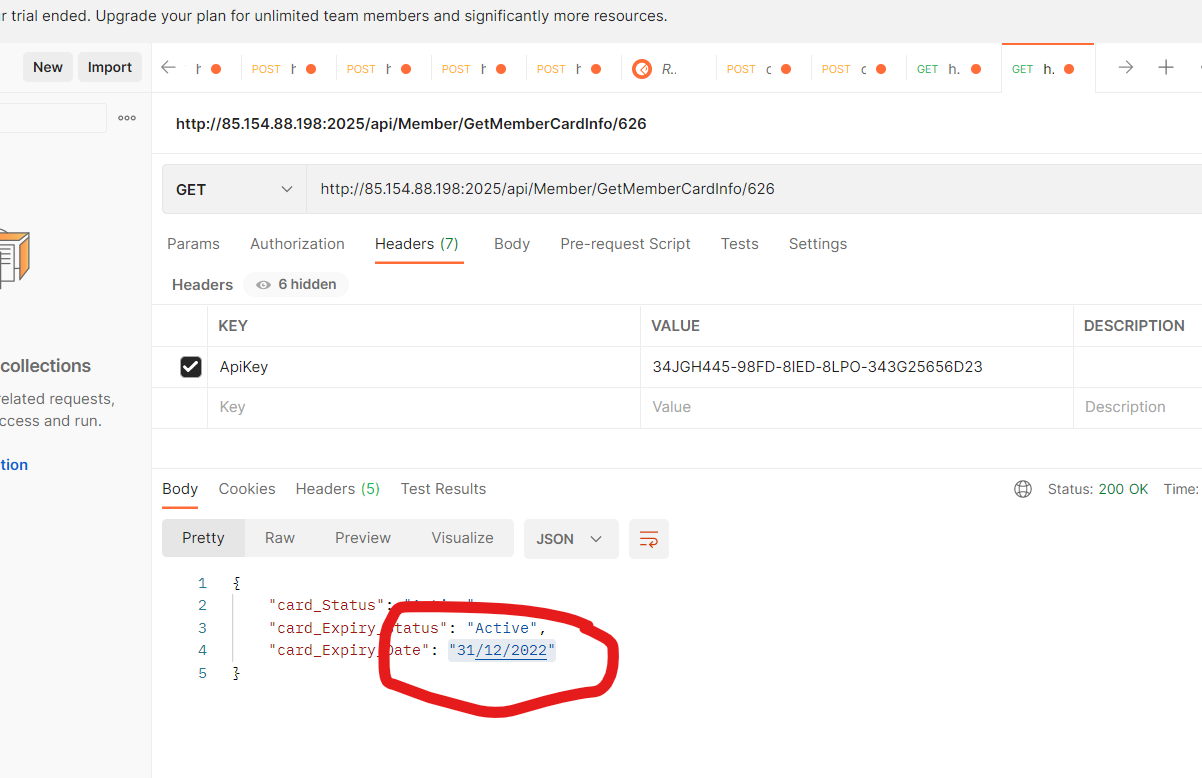 r trial ended. Upgrade your plan for unlimited team members and significantly more resources.
New Import
POST POST POST POST R.. POST POST GET h. GET h.
http://85.154.88.198:2025/api/Member/GetMemberCardInfo/626
GET http://85.154.88.198:2025/api/Member/GetMemberCardInfo/626
Params Authorization Headers (7) Body Pre-request Script Tests Settings
Headers 6 hidden
KEY VALUE DESCRIPTION
ApiKey 34JGH445-98FD-8IED-8LPO-343G25656D23
Key Value Description
collections
related requests,
ccess and run.
tion
Body Cookies Headers (5) Test Results Status: 200 OK Time:
Pretty Raw Preview Visualize JSON
1 {
2 "card_Status":
3 "card_Expiry_Status": "Active",
4 "card_Expiry_Date": "31/12/2022"
5 }